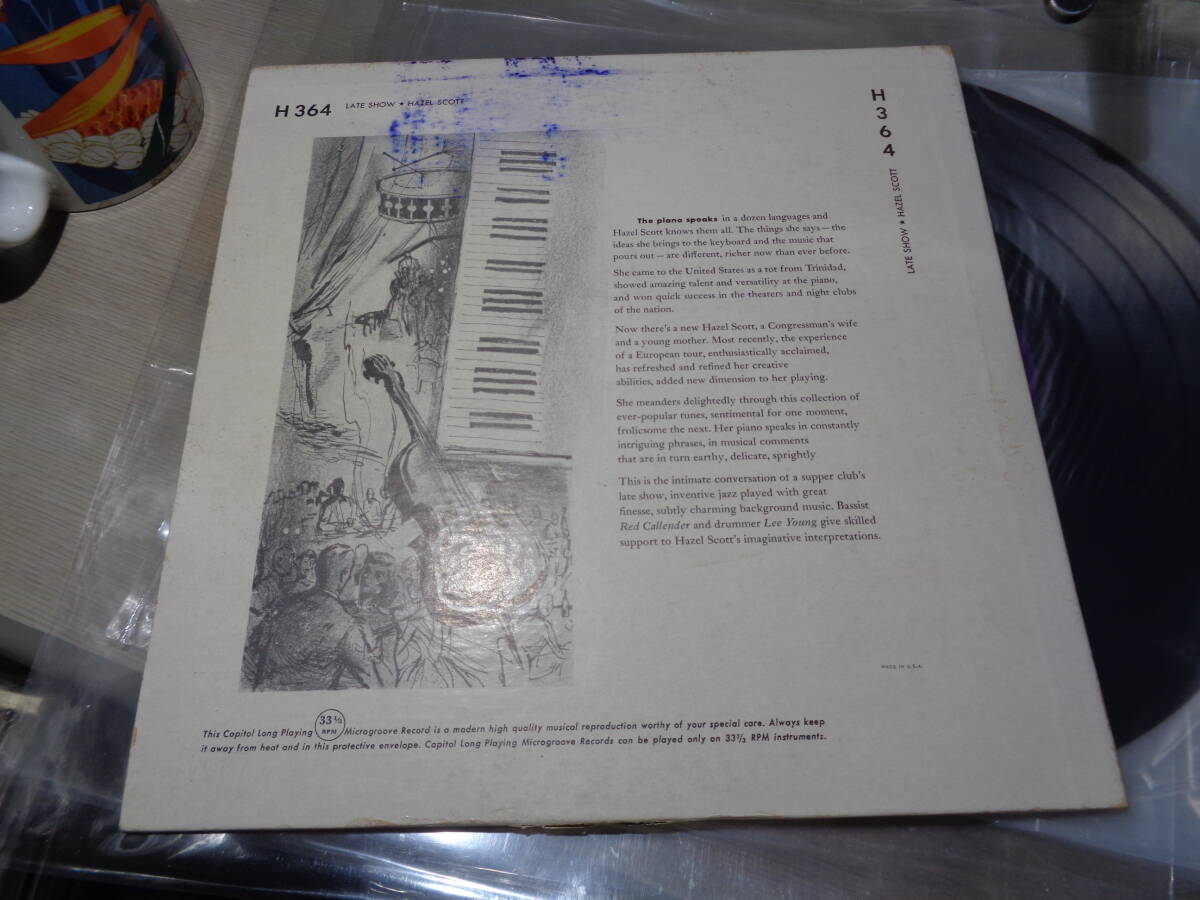 H 364 LATE SHOW ★ HAZEL SCOTT
H
3
6
4
LATE SHOW ★ HAZEL SCOTT
The piano speaks in a dozen languages and
Hazel Scott knows them all. The things she says — the
ideas she brings to the keyboard and the music that
pours out — are different, richer now than ever before.
She came to the United States as a tot from Trinidad,
showed amazing talent and versatility at the piano,
and won quick success in the theaters and night clubs
of the nation.
Now there's a new Hazel Scott, a Congressman's wife
and a young mother. Most recently, the experience
of a European tour, enthusiastically acclaimed,
has refreshed and refined her creative
abilities, added new dimension to her playing.
She meanders delightedly through this collection of
ever-popular tunes, sentimental for one moment,
frolicsome the next. Her piano speaks in constantly
intriguing phrases, in musical comments
that are in turn earthy, delicate, sprightly
This is the intimate conversation of a supper club's
late show, inventive jazz played with great
finesse, subtly charming background music. Bassist
Red Callender and drummer Lee Young give skilled
support to Hazel Scott's imaginative interpretations.
MADE IN U.S.A.
This Capitol Long Playing 33⅓ RPM Microgroove Record is a modern high quality musical reproduction worthy of your special care. Always keep
it away from heat and in this protective envelope. Capitol Long Playing Microgroove Records can be played only on 33⅓ RPM instruments.